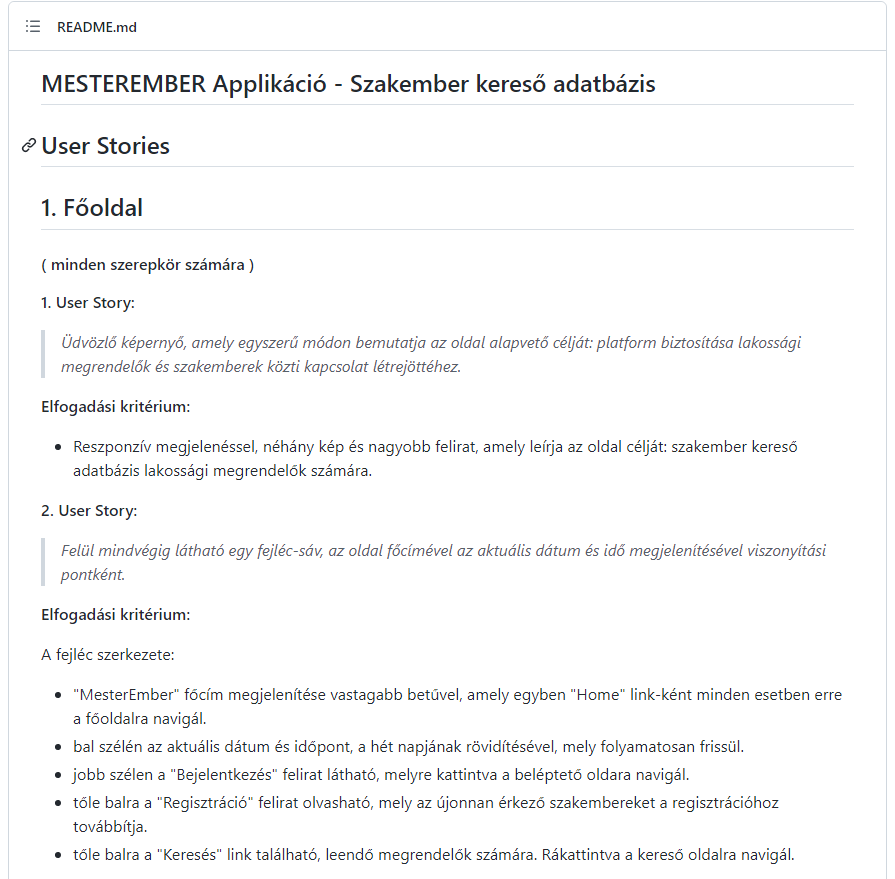 README.md
MESTEREMBER Applikáció - Szakember kereső adatbázis
User Stories
1. Főoldal
( minden szerepkör számára )
1. User Story:
Üdvözlő képernyő, amely egyszerű módon bemutatja az oldal alapvető célját: platform biztosítása lakossági
megrendelők és szakemberek közti kapcsolat létrejöttéhez.
Elfogadási kritérium:
• Reszponzív megjelenéssel, néhány kép és nagyobb felirat, amely leírja az oldal célját: szakember kereső
adatbázis lakossági megrendelők számára.
2. User Story:
Felül mindvégig látható egy fejléc-sáv, az oldal főcímével az aktuális dátum és idő megjelenítésével viszonyítási
pontként.
Elfogadási kritérium:
A fejléc szerkezete:
• "MesterEmber" főcím megjelenítése vastagabb betűvel, amely egyben "Home" link-ként minden esetben erre
a főoldalra navigál.
• bal szélén az aktuális dátum és időpont, a hét napjának rövidítésével, mely folyamatosan frissül.
• jobb szélen a "Bejelentkezés" felirat látható, melyre kattintva a beléptető oldara navigál.
• tőle balra a "Regisztráció" felirat olvasható, mely az újonnan érkező szakembereket a regisztrációhoz
továbbítja.
• tőle balra a "Keresés" link található, leendő megrendelők számára. Rákattintva a kereső oldalra navigál.